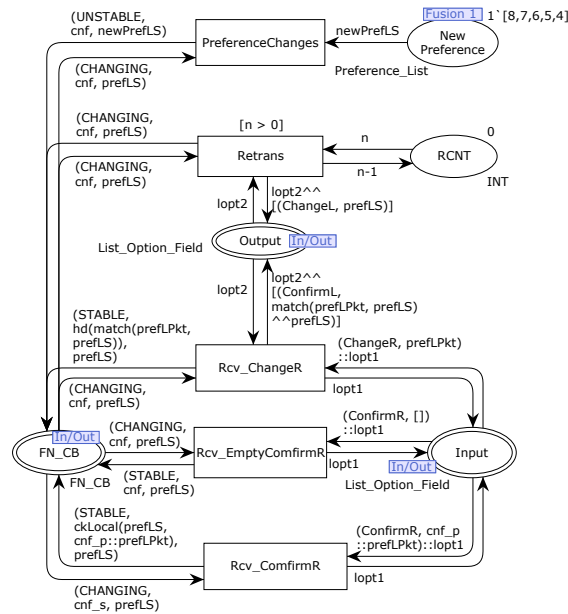 (UNSTABLE,
cnf, newPrefLS)
PreferenceChanges
newPrefLS
Fusion 1
1`[8,7,6,5,4]
New
Preference
Preference_List
(CHANGING,
cnf, prefLS)
(CHANGING,
cnf, prefLS)
[n > 0]
Retrans
n
n-1
RCNT
0
INT
(CHANGING,
cnf, prefLS)
lopt2
lopt2^^
[(ChangeL, prefLS)]
List_Option_Field
Output
In/Out
lopt2
lopt2^^
[(ConfirmL,
match(prefLPkt, prefLS)
^^prefLS)]
(STABLE,
hd(match(prefLPkt,
prefLS)),
prefLS)
Rcv_ChangeR
(ChangeR, prefLPkt)
::lopt1
lopt1
(CHANGING,
cnf, prefLS)
In/Out
FN_CB
FN_CB
(CHANGING,
cnf, prefLS)
Rcv_EmptyComfirmR
(ConfirmR, [])
::lopt1
lopt1
Input
In/Out
List_Option_Field
(STABLE,
cnf, prefLS)
(STABLE,
ckLocal(prefLS,
cnf_p::prefLPkt),
prefLS)
Rcv_ComfirmR
(ConfirmR, cnf_p
::prefLPkt)::lopt1
lopt1
(CHANGING,
cnf_s, prefLS)